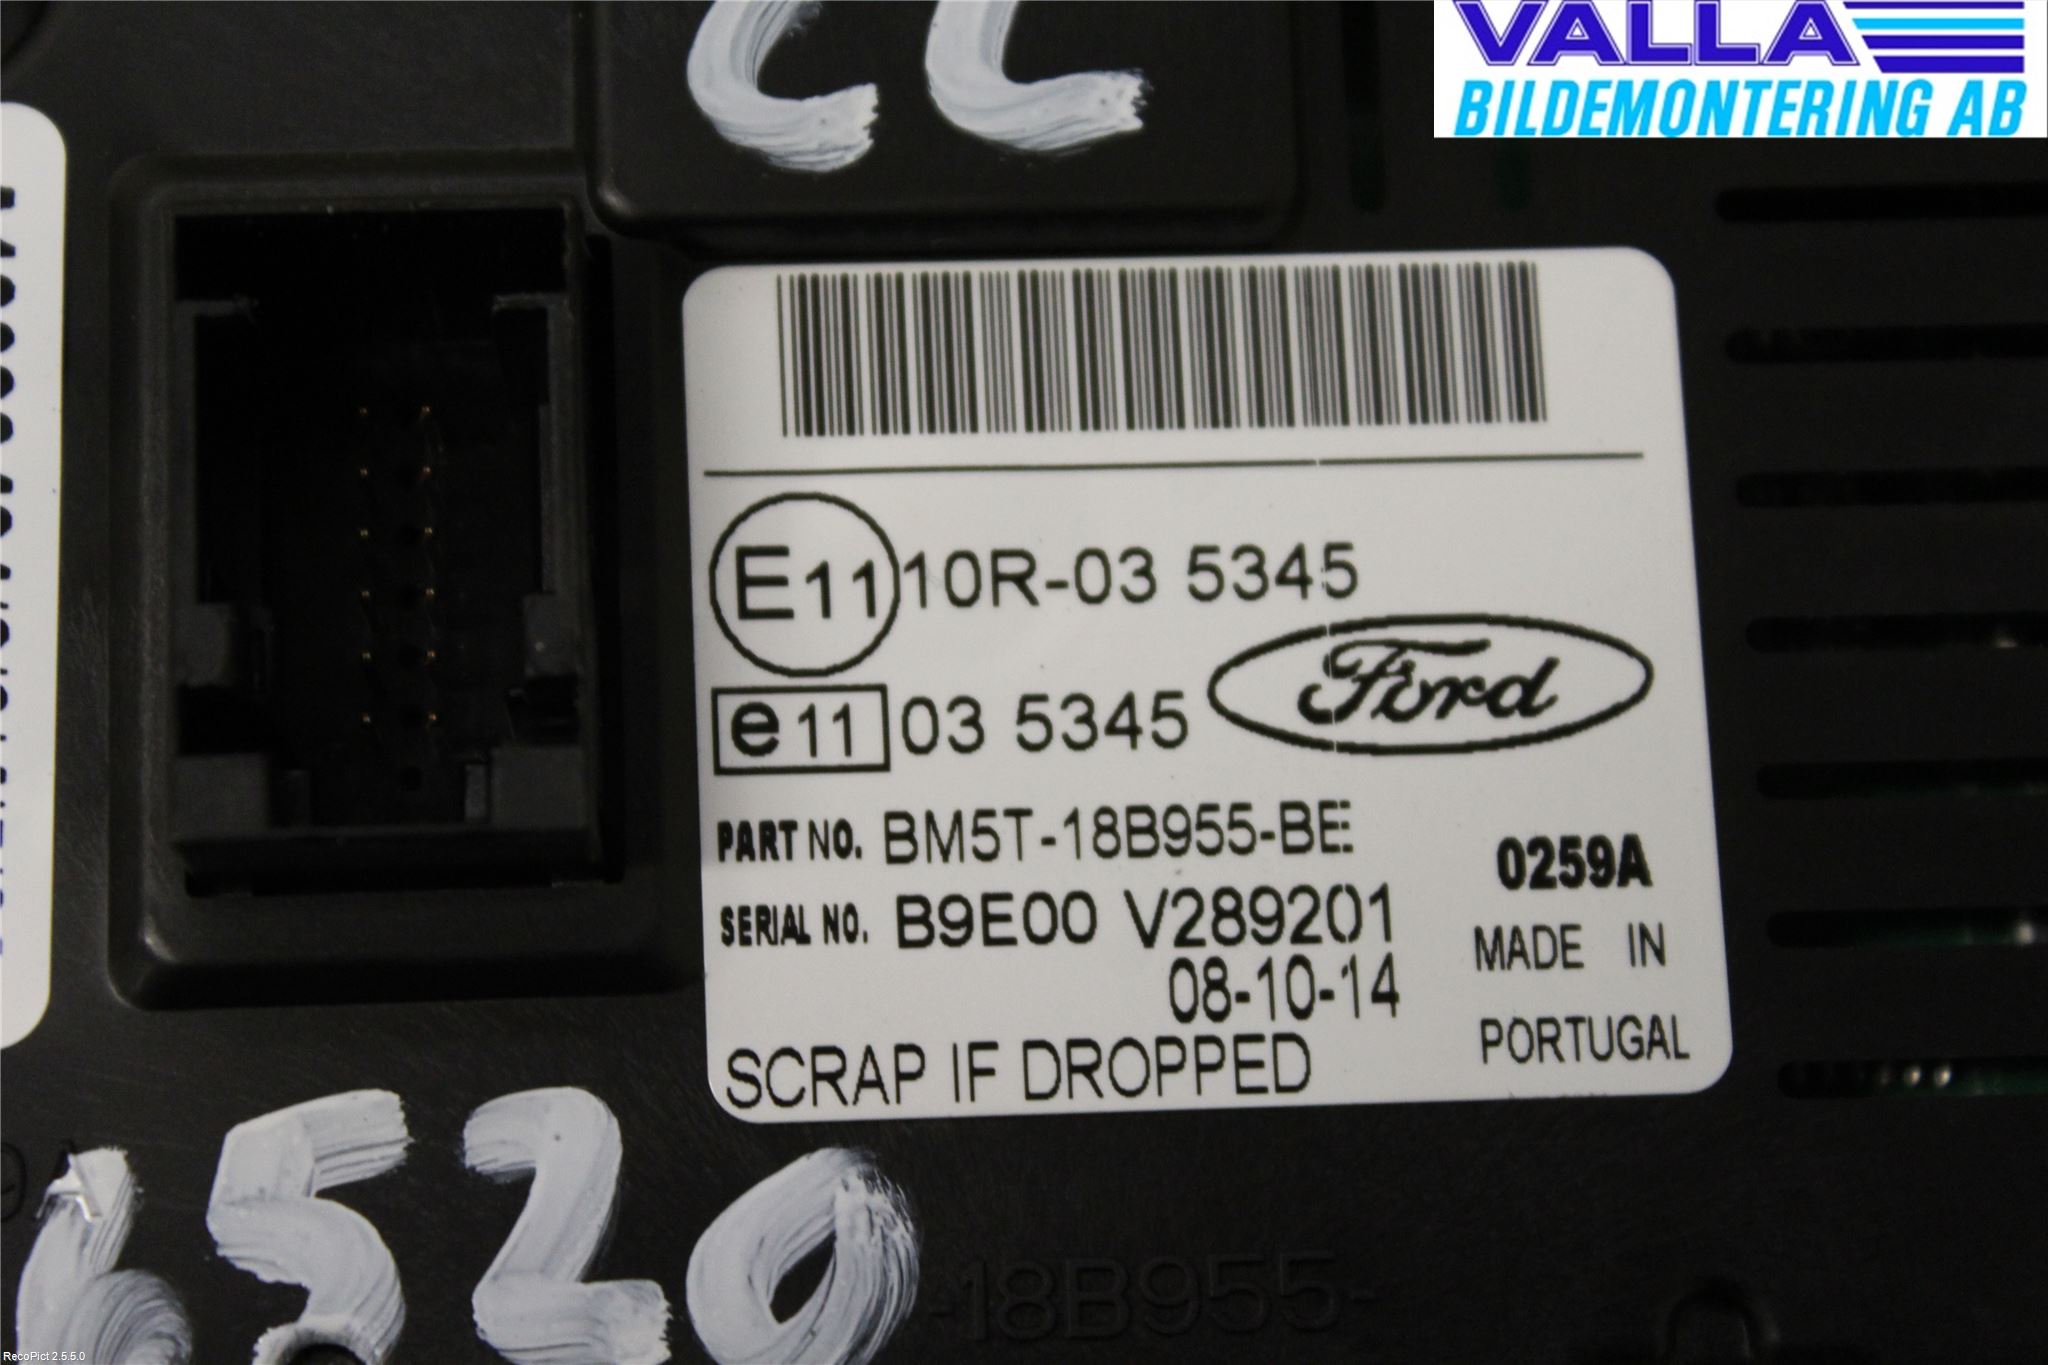 CC
VALLA
BILDEMONTERING AB
E11 10R-03 5345
e11 03 5345
Ford
PART NO. BM5T-18B955-BE
0259A
SERIAL NO. B9E00 V289201
MADE IN
08-10-14
PORTUGAL
SCRAP IF DROPPED
6520
-18B955-
RecoPict 2.5.5.0